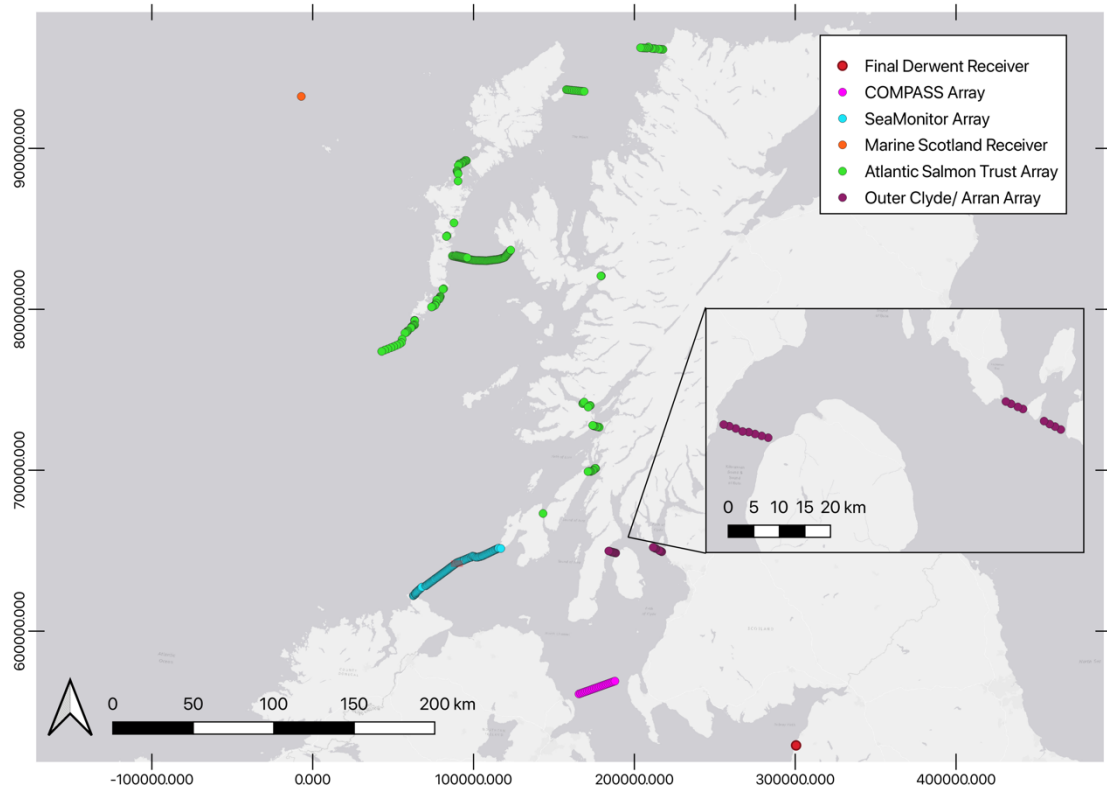 Final Derwent Receiver
COMPASS Array
SeaMonitor Array
Marine Scotland Receiver
Atlantic Salmon Trust Array
Outer Clyde/ Arran Array
900000.000
800000.000
700000.000
600000.000
0 5 10 15 20 km
0 50 100 150 200 km
-100000.000 0.000 100000.000 200000.000 300000.000 400000.000